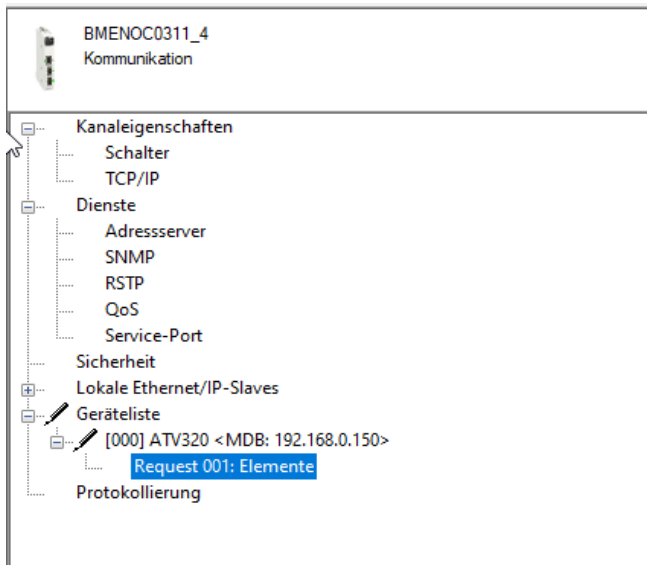 BMENOC0311_4
Kommunikation
Kanaleigenschaften
Schalter
TCP/IP
Dienste
Adressserver
SNMP
RSTP
QoS
Service-Port
Sicherheit
Lokale Ethernet/IP-Slaves
Geräteliste
[000] ATV320 <MDB: 192.168.0.150>
Request 001: Elemente
Protokollierung